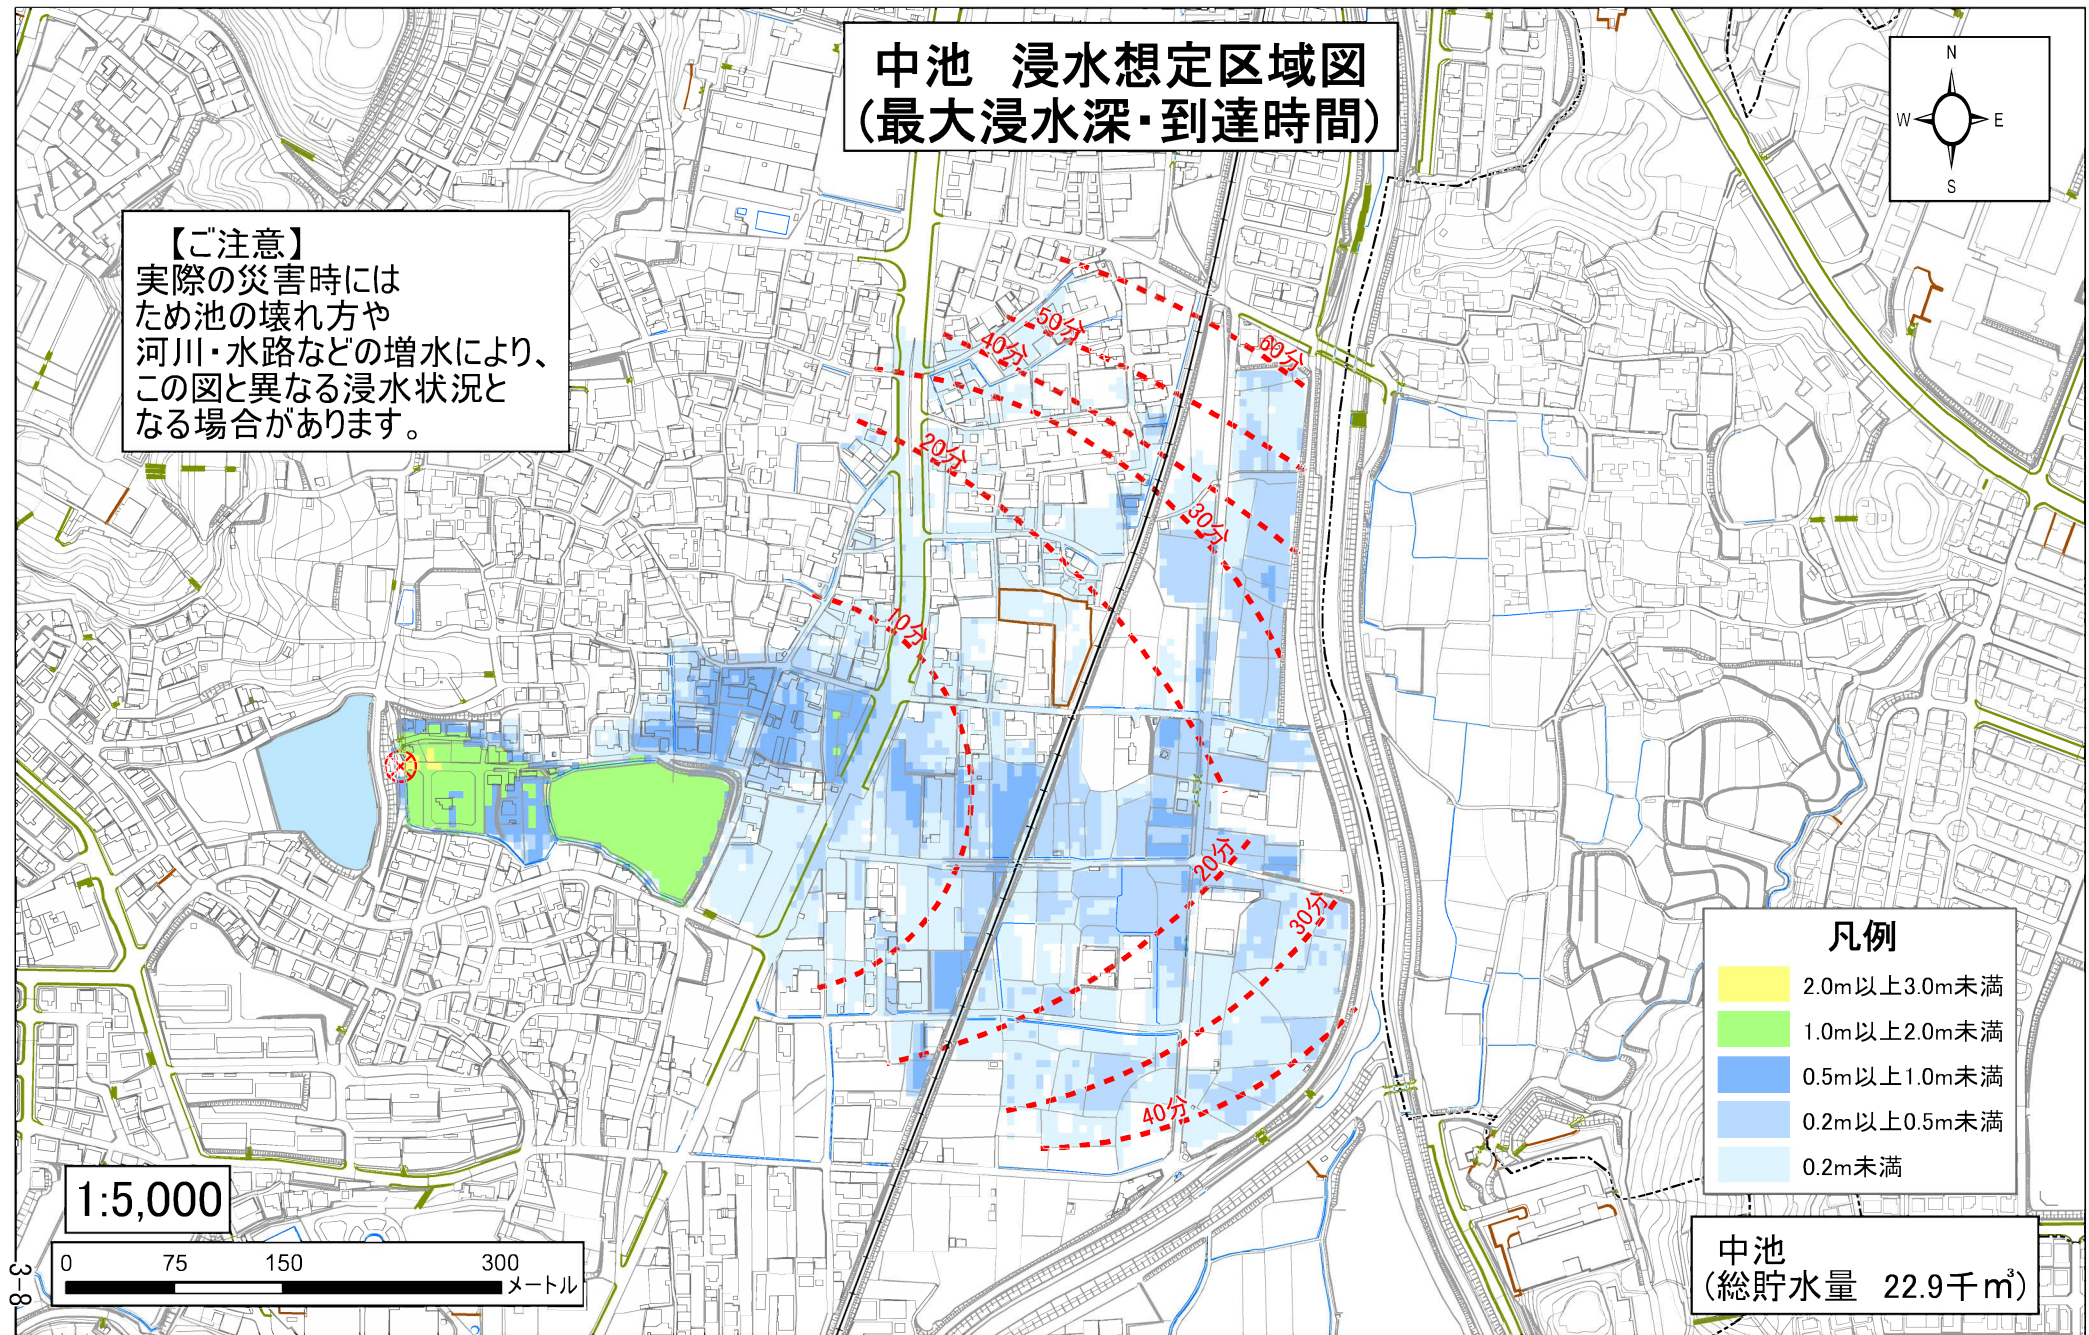 中池　浸水想定区域図
(最大浸水深・到達時間)
N
W
E
S
【ご注意】
実際の災害時には
ため池の壊れ方や
河川・水路などの増水により、
この図と異なる浸水状況と
なる場合があります。
50分
40分
60分
20分
30分
10分
20分
30分
40分
凡例
2.0m以上3.0m未満
1.0m以上2.0m未満
0.5m以上1.0m未満
0.2m以上0.5m未満
0.2m未満
1:5,000
0 75 150 300
メートル
中池
(総貯水量　22.9千㎥)
3-8